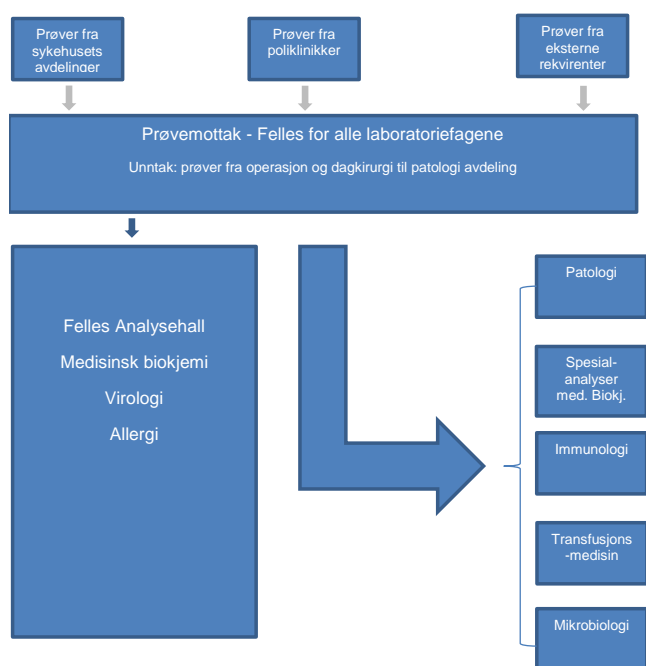 Prøver fra
sykehusets
avdelinger
Prøver fra
poliklinikker
Prøver fra
eksterne
rekvirenter
Prøvemottak - Felles for alle laboratoriefagene
Unntak: prøver fra operasjon og dagkirurgi til patologi avdeling
Felles Analysehall
Medisinsk biokjemi
Virologi
Allergi
Patologi
Spesial-
analyser
med. Biokj.
Immunologi
Transfusjons
-medisin
Mikrobiologi